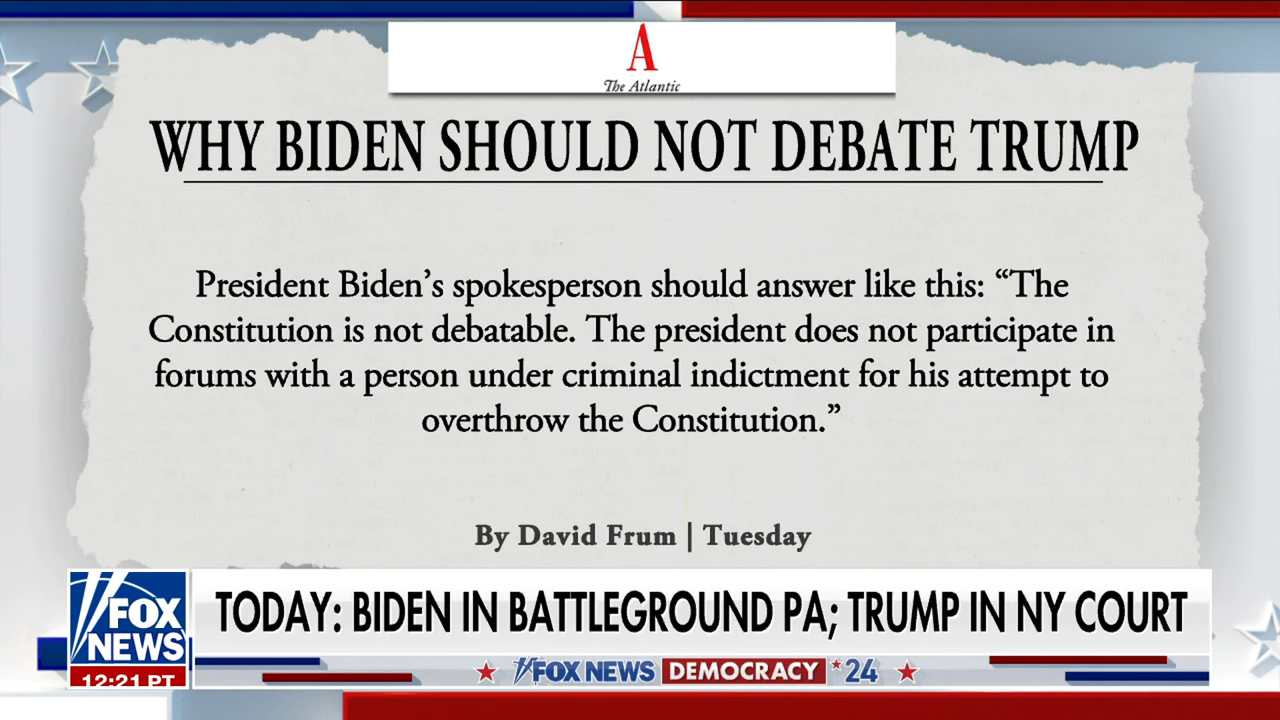 A
The Atlantic
WHY BIDEN SHOULD NOT DEBATE TRUMP
President Biden’s spokesperson should answer like this: “The
Constitution is not debatable. The president does not participate in
forums with a person under criminal indictment for his attempt to
overthrow the Constitution.”
By David Frum | Tuesday
FOX
NEWS
12:21 PT
TODAY: BIDEN IN BATTLEGROUND PA; TRUMP IN NY COURT
FOX NEWS DEMOCRACY '24